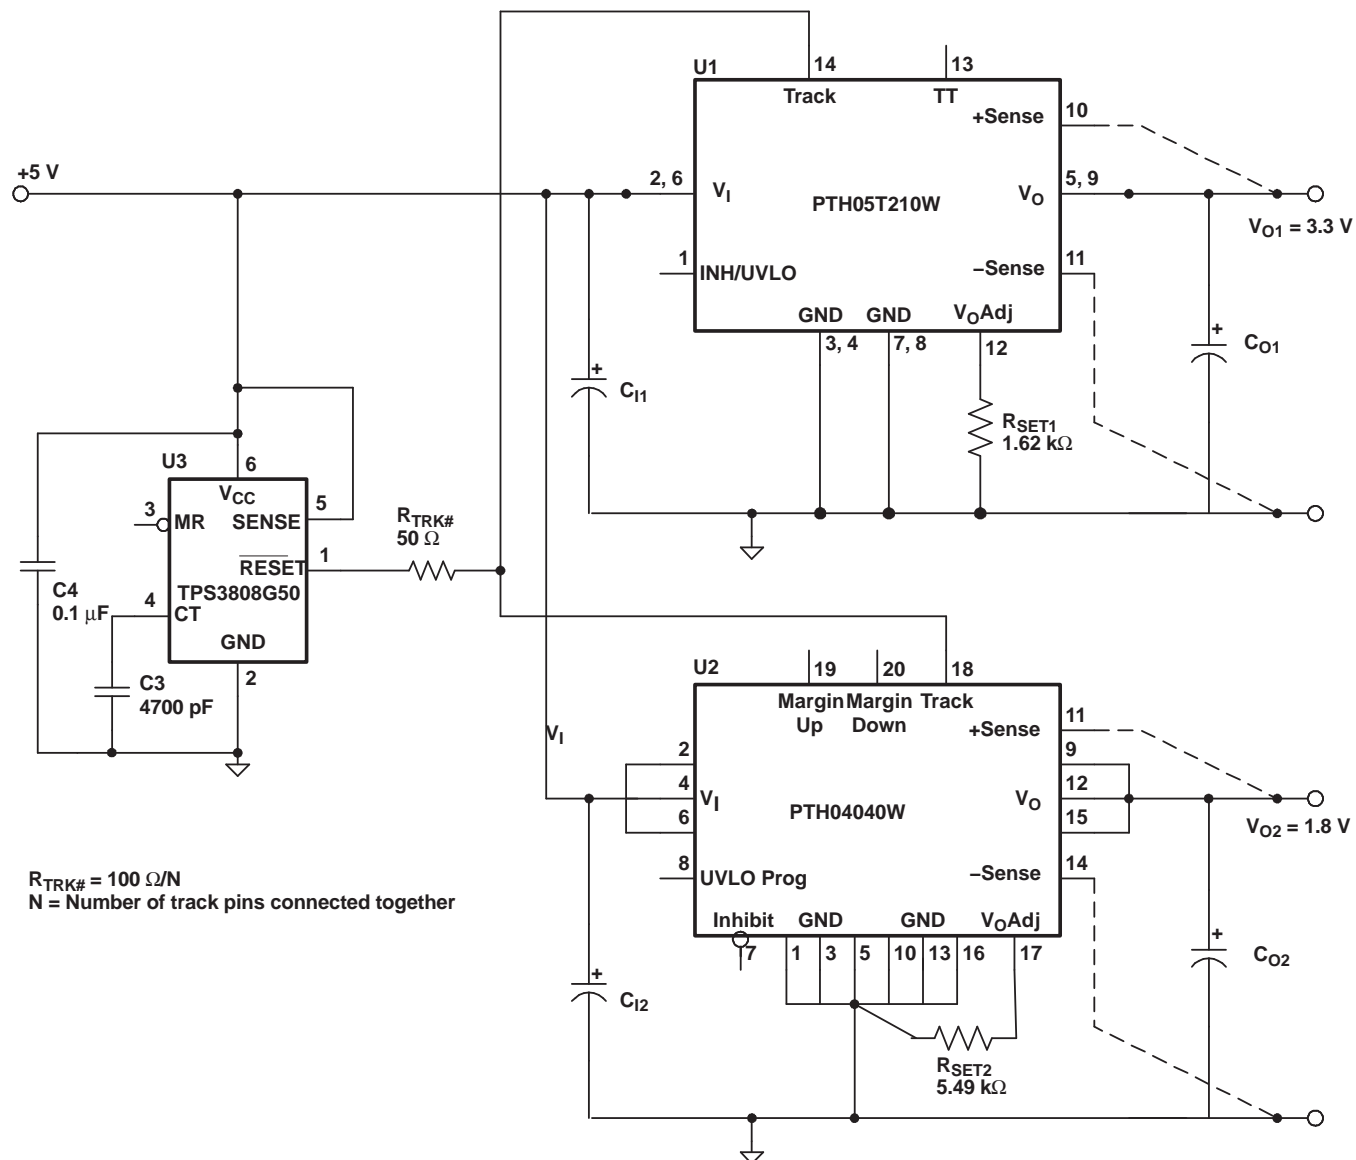 U1
14
13
Track
TT
+Sense
10
+5 V
2, 6
V_I
PTH05T210W
V_O
5, 9
V_O1 = 3.3 V
1
INH/UVLO
–Sense
11
GND
GND
V_OAdj
3, 4
7, 8
12
+
C_I1
+
C_O1
R_SET1
1.62 kΩ
U3
6
V_CC
3
MR
SENSE
5
R_TRK#
50 Ω
RESET
1
TPS3808G50
4
CT
C4
0.1 μF
GND
2
C3
4700 pF
U2
19
20
18
Margin
Up
Margin
Down
Track
+Sense
11
V_I
2
9
4
V_I
PTH04040W
V_O
12
6
15
V_O2 = 1.8 V
8
UVLO Prog
–Sense
14
R_TRK# = 100 Ω/N
N = Number of track pins connected together
Inhibit
GND
GND
V_OAdj
7
1
3
5
10
13
16
17
+
C_I2
+
C_O2
R_SET2
5.49 kΩ